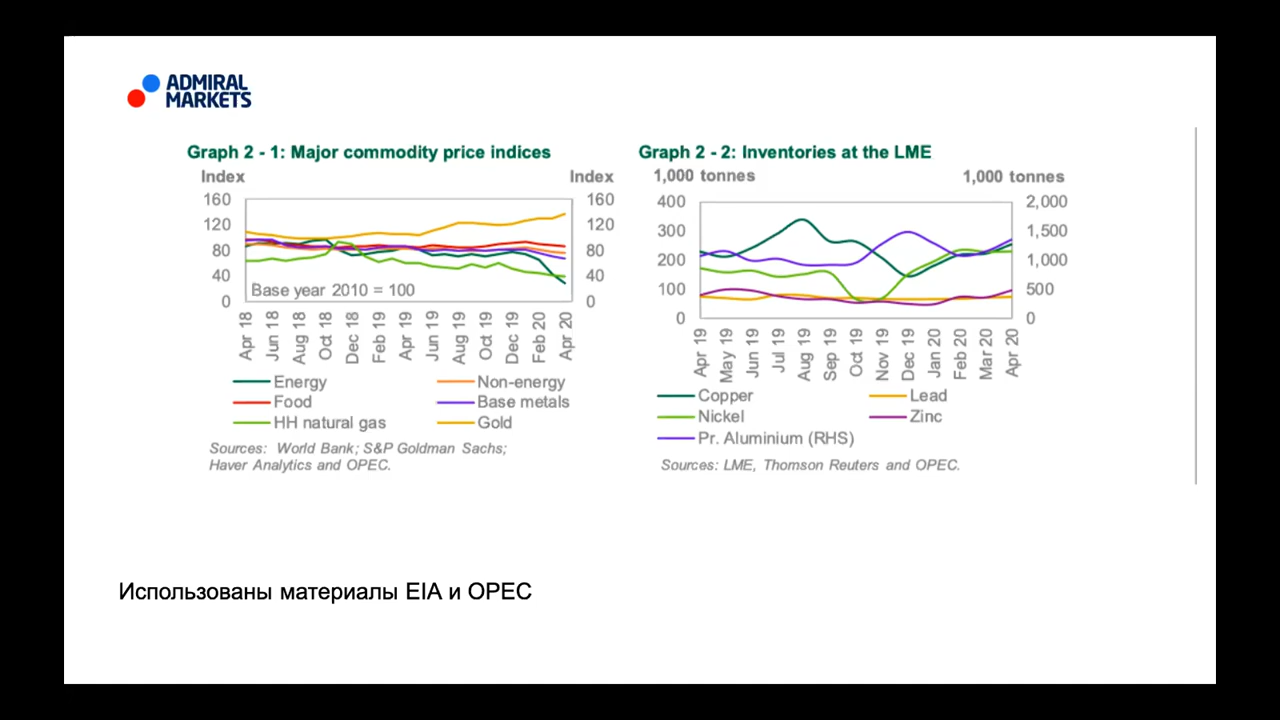 ADMIRAL
MARKETS
Graph 2 - 1: Major commodity price indices
Index
Index
160
120
80
40
0
160
120
80
40
0
Base year 2010 = 100
Apr 18
Jun 18
Aug 18
Oct 18
Dec 18
Feb 19
Apr 19
Jun 19
Aug 19
Oct 19
Dec 19
Feb 20
Apr 20
Energy
Non-energy
Food
Base metals
HH natural gas
Gold
Sources: World Bank; S&P Goldman Sachs;
Haver Analytics and OPEC.
Graph 2 - 2: Inventories at the LME
1,000 tonnes
1,000 tonnes
400
300
200
100
0
2,000
1,500
1,000
500
0
Apr 19
May 19
Jun 19
Jul 19
Aug 19
Sep 19
Oct 19
Nov 19
Dec 19
Jan 20
Feb 20
Mar 20
Apr 20
Copper
Lead
Nickel
Zinc
Pr. Aluminium (RHS)
Sources: LME, Thomson Reuters and OPEC.
Использованы материалы EIA и OPEC